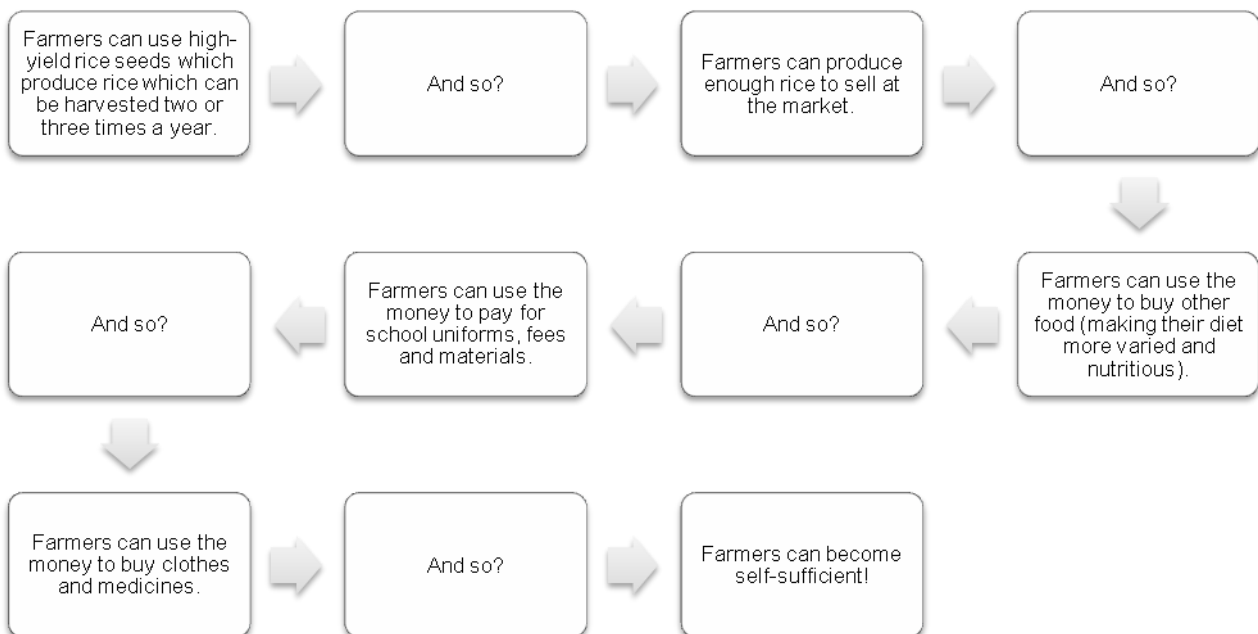 Farmers can use high-
yield rice seeds which
produce rice which can
be harvested two or
three times a year.
And so?
Farmers can produce
enough rice to sell at
the market.
And so?
Farmers can use the
money to buy other
food (making their diet
more varied and
nutritious).
And so?
Farmers can use the
money to pay for
school uniforms, fees
and materials.
And so?
Farmers can use the
money to buy clothes
and medicines.
And so?
Farmers can become
self-sufficient!